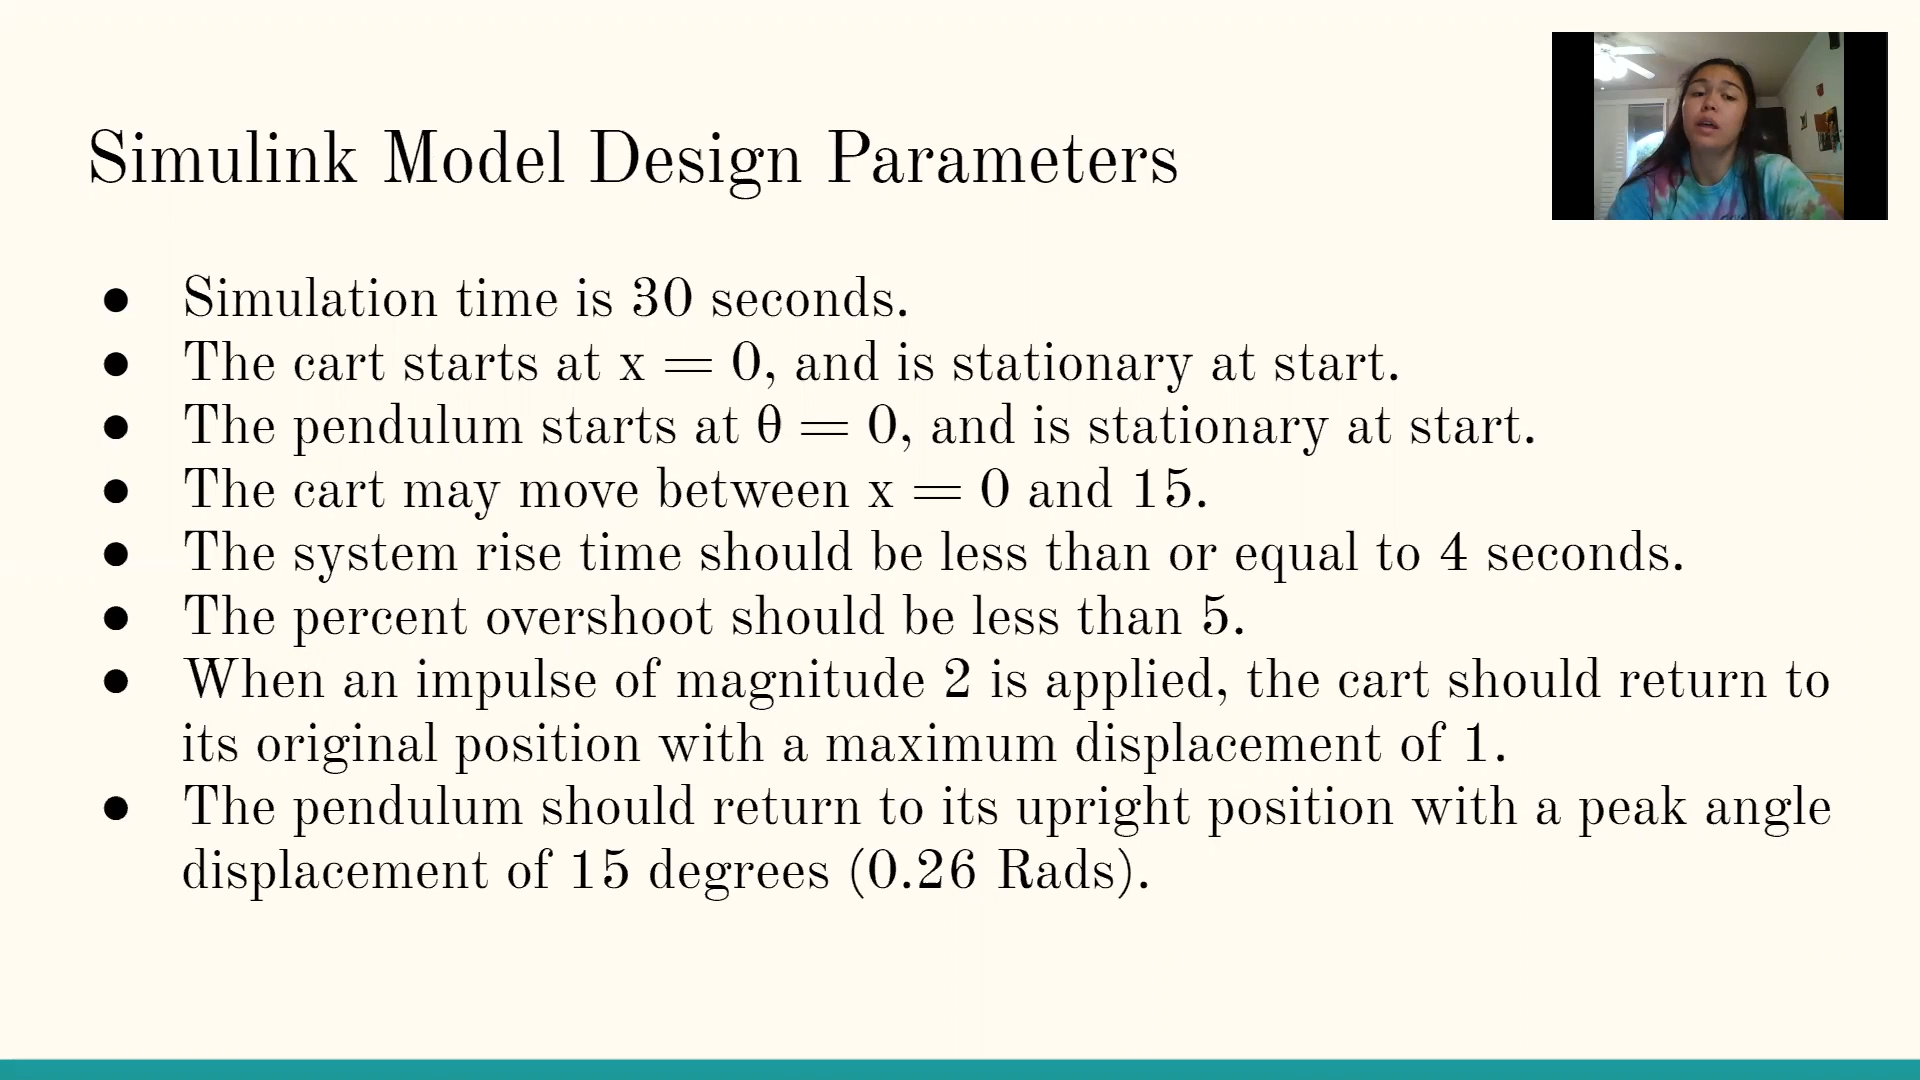 Simulink Model Design Parameters
● Simulation time is 30 seconds.
● The cart starts at x = 0, and is stationary at start.
● The pendulum starts at θ = 0, and is stationary at start.
● The cart may move between x = 0 and 15.
● The system rise time should be less than or equal to 4 seconds.
● The percent overshoot should be less than 5.
● When an impulse of magnitude 2 is applied, the cart should return to
its original position with a maximum displacement of 1.
● The pendulum should return to its upright position with a peak angle
displacement of 15 degrees (0.26 Rads).